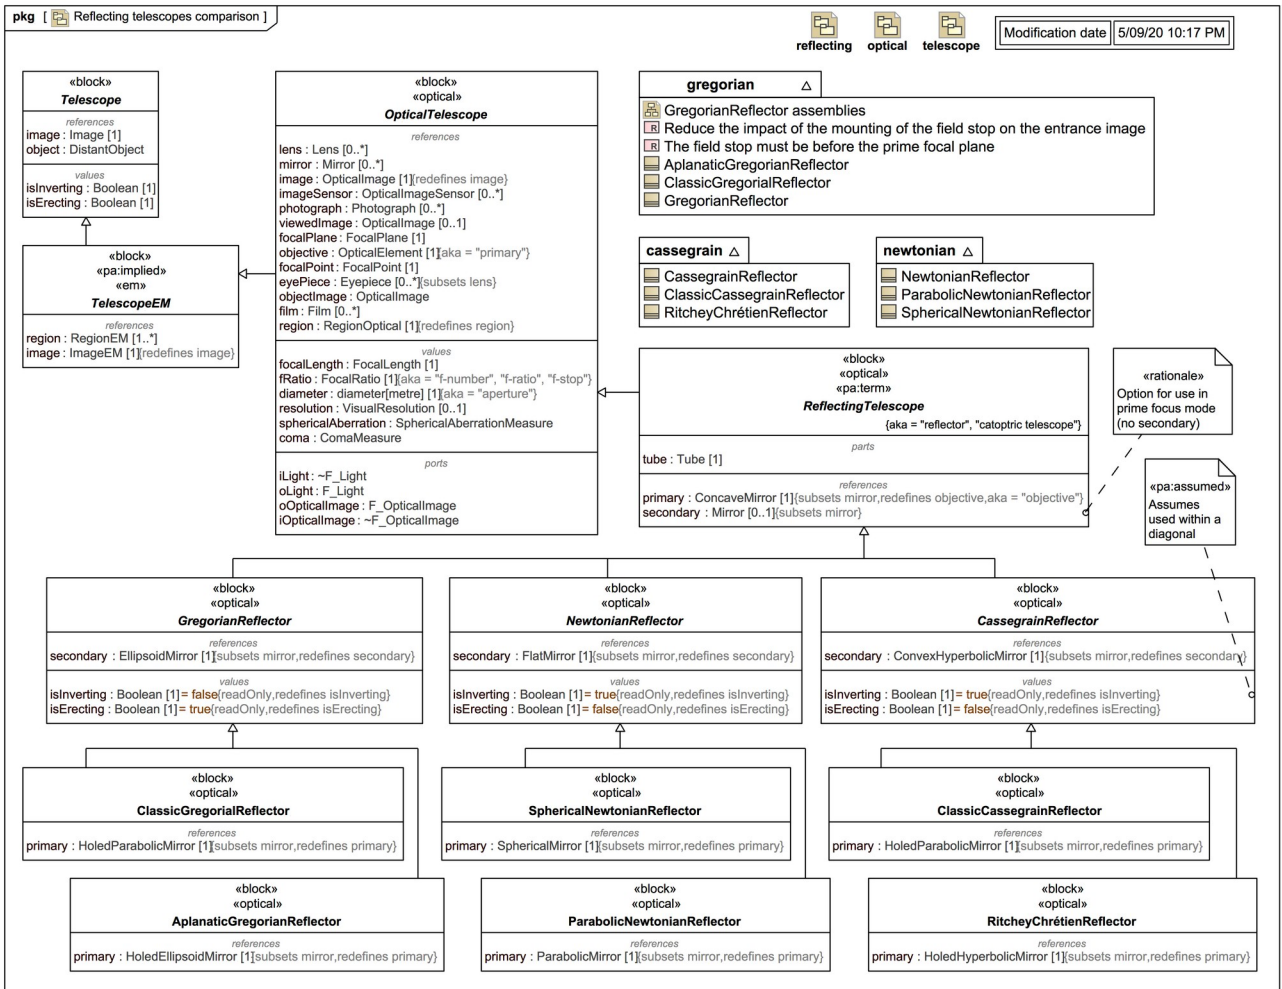 pkg [ Reflecting telescopes comparison ]
reflecting
optical
telescope
Modification date
5/09/20 10:17 PM
«block»
Telescope
references
image : Image [1]
object : DistantObject
values
isInverting : Boolean [1]
isErecting : Boolean [1]
«block»
«pa:implied»
«em»
TelescopeEM
references
region : RegionEM [1..*]
image : ImageEM [1]{redefines image}
«block»
«optical»
OpticalTelescope
references
lens : Lens [0..*]
mirror : Mirror [0..*]
image : OpticalImage [1]{redefines image}
imageSensor : OpticalImageSensor [0..*]
photograph : Photograph [0..*]
viewedImage : OpticalImage [0..1]
focalPlane : FocalPlane [1]
objective : OpticalElement [1]{aka = "primary"}
focalPoint : FocalPoint [1]
eyePiece : Eyepiece [0..*]{subsets lens}
objectImage : OpticalImage
film : Film [0..*]
region : RegionOptical [1]{redefines region}
values
focalLength : FocalLength [1]
fRatio : FocalRatio [1]{aka = "f-number", "f-ratio", "f-stop"}
diameter : diameter[metre] [1]{aka = "aperture"}
resolution : VisualResolution [0..1]
sphericalAberration : SphericalAberrationMeasure
coma : ComaMeasure
ports
iLight : ~F_Light
oLight : F_Light
oOpticalImage : F_OpticalImage
iOpticalImage : ~F_OpticalImage
gregorian
GregorianReflector assemblies
R Reduce the impact of the mounting of the field stop on the entrance image
R The field stop must be before the prime focal plane
AplanaticGregorianReflector
ClassicGregorialReflector
GregorianReflector
cassegrain
CassegrainReflector
ClassicCassegrainReflector
RitcheyChrétienReflector
newtonian
NewtonianReflector
ParabolicNewtonianReflector
SphericalNewtonianReflector
«block»
«optical»
«pa:term»
ReflectingTelescope
{aka = "reflector", "catoptric telescope"}
parts
tube : Tube [1]
references
primary : ConcaveMirror [1]{subsets mirror,redefines objective,aka = "objective"}
secondary : Mirror [0..1]{subsets mirror}
«rationale»
Option for use in
prime focus mode
(no secondary)
«pa:assumed»
Assumes
used within a
diagonal
«block»
«optical»
GregorianReflector
references
secondary : EllipsoidMirror [1]{subsets mirror,redefines secondary}
values
isInverting : Boolean [1] = false{readOnly,redefines isInverting}
isErecting : Boolean [1] = true{readOnly,redefines isErecting}
«block»
«optical»
NewtonianReflector
references
secondary : FlatMirror [1]{subsets mirror,redefines secondary}
values
isInverting : Boolean [1] = true{readOnly,redefines isInverting}
isErecting : Boolean [1] = false{readOnly,redefines isErecting}
«block»
«optical»
CassegrainReflector
references
secondary : ConvexHyperbolicMirror [1]{subsets mirror,redefines secondary}
values
isInverting : Boolean [1] = true{readOnly,redefines isInverting}
isErecting : Boolean [1] = false{readOnly,redefines isErecting}
«block»
«optical»
ClassicGregorialReflector
references
primary : HoledParabolicMirror [1]{subsets mirror,redefines primary}
«block»
«optical»
SphericalNewtonianReflector
references
primary : SphericalMirror [1]{subsets mirror,redefines primary}
«block»
«optical»
ClassicCassegrainReflector
references
primary : HoledParabolicMirror [1]{subsets mirror,redefines primary}
«block»
«optical»
AplanaticGregorianReflector
references
primary : HoledEllipsoidMirror [1]{subsets mirror,redefines primary}
«block»
«optical»
ParabolicNewtonianReflector
references
primary : ParabolicMirror [1]{subsets mirror,redefines primary}
«block»
«optical»
RitcheyChrétienReflector
references
primary : HoledHyperbolicMirror [1]{subsets mirror,redefines primary}